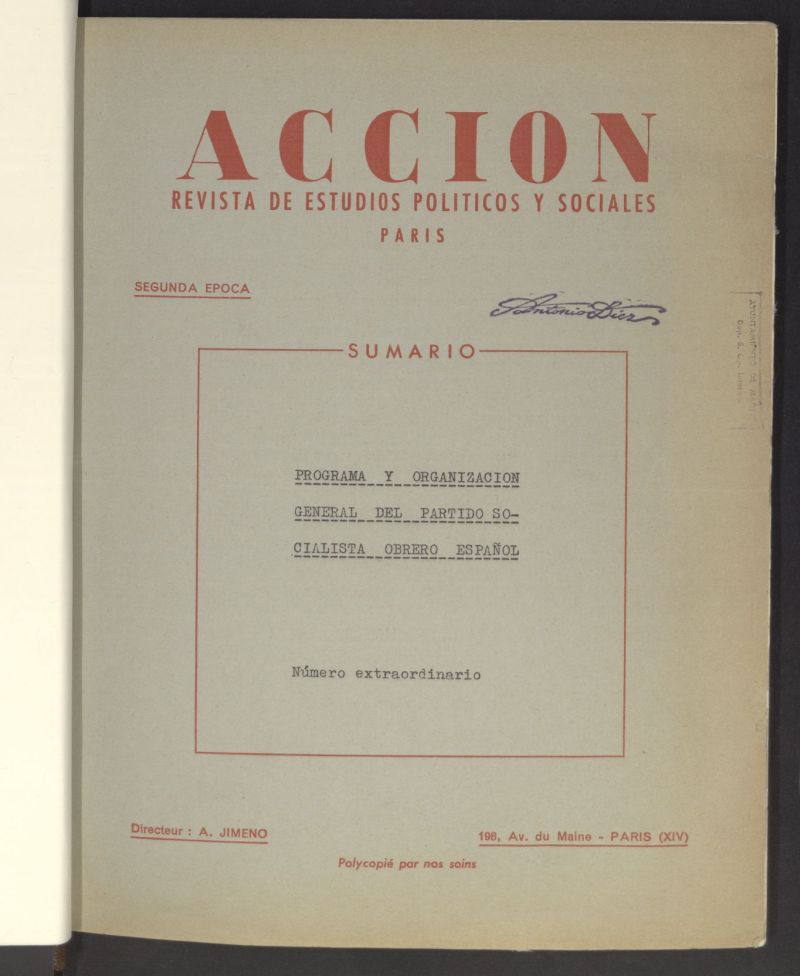 ACCION
REVISTA DE ESTUDIOS POLITICOS Y SOCIALES
PARIS
SEGUNDA EPOCA
Antonio Díez
SUMARIO
PROGRAMA Y ORGANIZACION
GENERAL DEL PARTIDO SO-
CIALISTA OBRERO ESPAÑOL
Número extraordinario
Directeur : A. JIMENO
198, Av. du Maine - PARIS (XIV)
Polycopié par nos soins